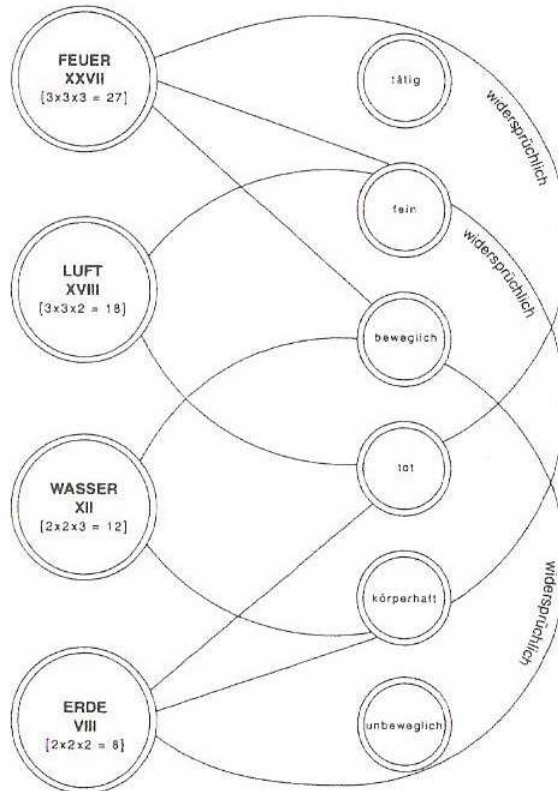 FEUER
XXVII
[3x3x3 = 27]
tätig
widersprüchlich
fein
widersprüchlich
LUFT
XVIII
[3x3x2 = 18]
beweglich
tot
WASSER
XII
[2x2x3 = 12]
körperhaft
widersprüchlich
ERDE
VIII
[2x2x2 = 8]
unbeweglich